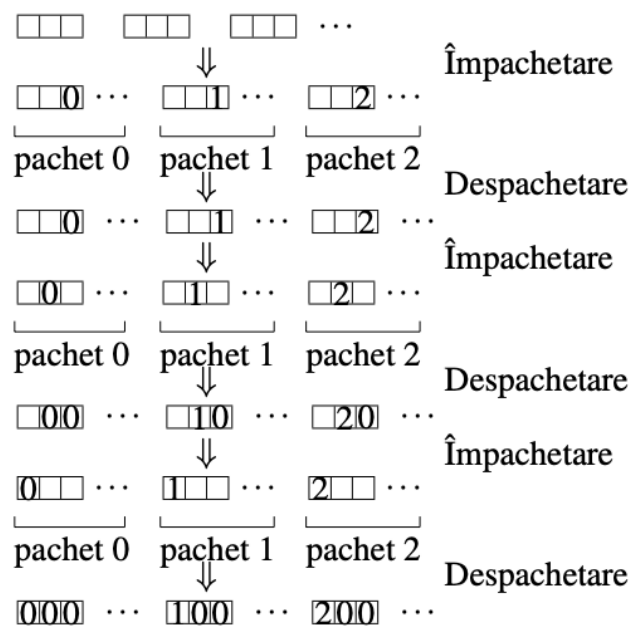 ···
Împachetare
0 ··· 1 ··· 2 ···
pachet 0 pachet 1 pachet 2
Despachetare
0 ··· 1 ··· 2 ···
Împachetare
0 ··· 1 ··· 2 ···
pachet 0 pachet 1 pachet 2
Despachetare
00 ··· 10 ··· 20 ···
Împachetare
0 ··· 1 ··· 2 ···
pachet 0 pachet 1 pachet 2
Despachetare
000 ··· 100 ··· 200 ···